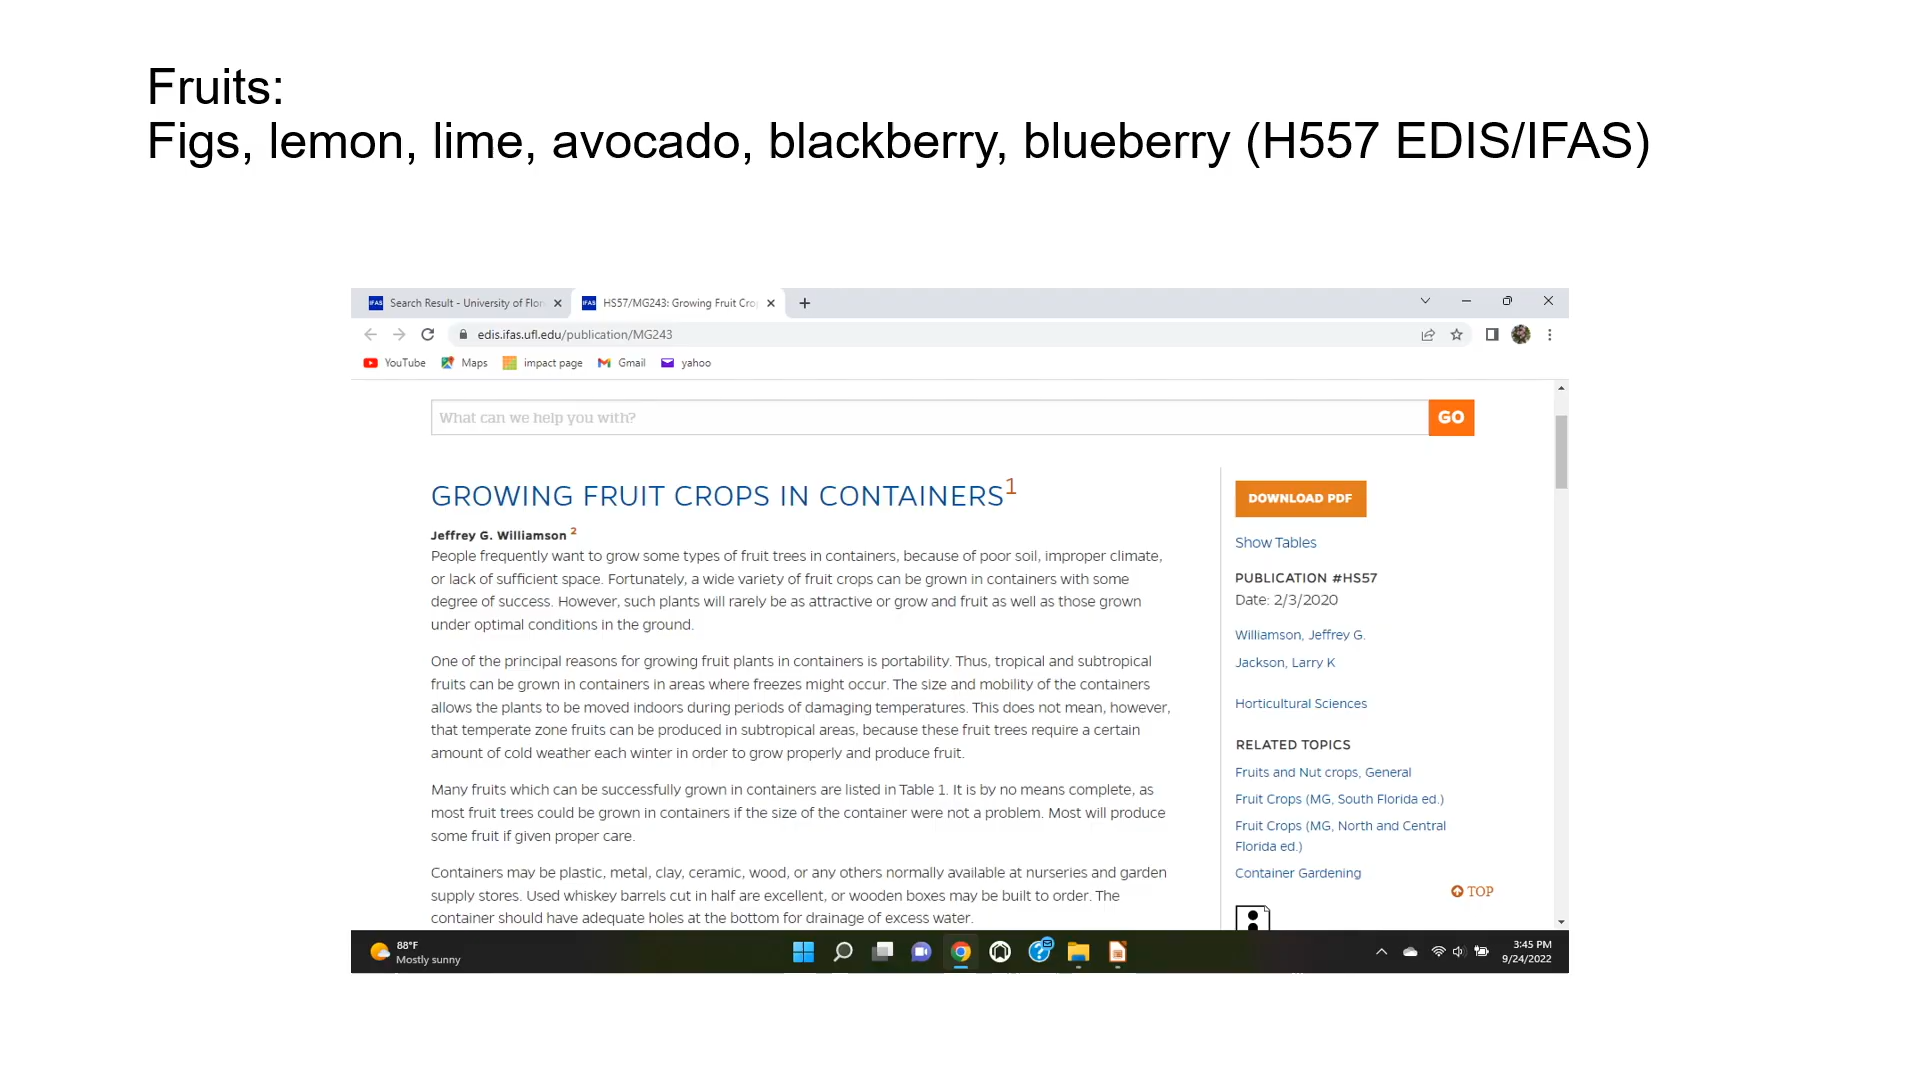 Fruits:
Figs, lemon, lime, avocado, blackberry, blueberry (H557 EDIS/IFAS)
IFAS Search Result - University of Flor
IFAS HS57/MG243: Growing Fruit Cro
edis.ifas.ufl.edu/publication/MG243
YouTube Maps impact page Gmail yahoo
What can we help you with? GO
GROWING FRUIT CROPS IN CONTAINERS1
Jeffrey G. Williamson 2
People frequently want to grow some types of fruit trees in containers, because of poor soil, improper climate,
or lack of sufficient space. Fortunately, a wide variety of fruit crops can be grown in containers with some
degree of success. However, such plants will rarely be as attractive or grow and fruit as well as those grown
under optimal conditions in the ground.
One of the principal reasons for growing fruit plants in containers is portability. Thus, tropical and subtropical
fruits can be grown in containers in areas where freezes might occur. The size and mobility of the containers
allows the plants to be moved indoors during periods of damaging temperatures. This does not mean, however,
that temperate zone fruits can be produced in subtropical areas, because these fruit trees require a certain
amount of cold weather each winter in order to grow properly and produce fruit.
Many fruits which can be successfully grown in containers are listed in Table 1. It is by no means complete, as
most fruit trees could be grown in containers if the size of the container were not a problem. Most will produce
some fruit if given proper care.
Containers may be plastic, metal, clay, ceramic, wood, or any others normally available at nurseries and garden
supply stores. Used whiskey barrels cut in half are excellent, or wooden boxes may be built to order. The
container should have adequate holes at the bottom for drainage of excess water.
DOWNLOAD PDF
Show Tables
PUBLICATION #HS57
Date: 2/3/2020
Williamson, Jeffrey G.
Jackson, Larry K
Horticultural Sciences
RELATED TOPICS
Fruits and Nut crops, General
Fruit Crops (MG, South Florida ed.)
Fruit Crops (MG, North and Central
Florida ed.)
Container Gardening
TOP
88°F
Mostly sunny
3:45 PM
9/24/2022